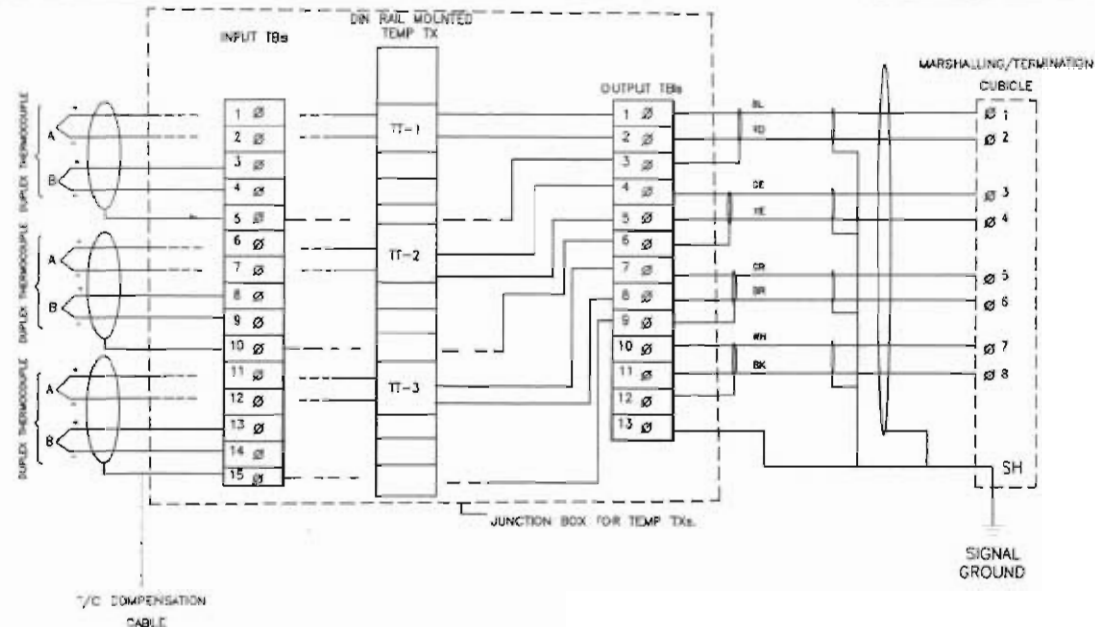 DIN RAIL MOUNTED
TEMP TX
INPUT TBs
OUTPUT TBs
MARSHALLING/TERMINATION
CUBICLE
DUPLEX THERMOCOUPLE
A
B
+
-
+
-
DUPLEX THERMOCOUPLE
A
B
+
-
+
-
DUPLEX THERMOCOUPLE
A
B
+
-
+
-
1
2
3
4
5
6
7
8
9
10
11
12
13
14
15
TT-1
TT-2
TT-3
1
2
3
4
5
6
7
8
9
10
11
12
13
BL
RD
GR
BR
WH
BK
1
2
3
4
5
6
7
8
SH
JUNCTION BOX FOR TEMP TXs.
SIGNAL
GROUND
T/C COMPENSATION
CABLE